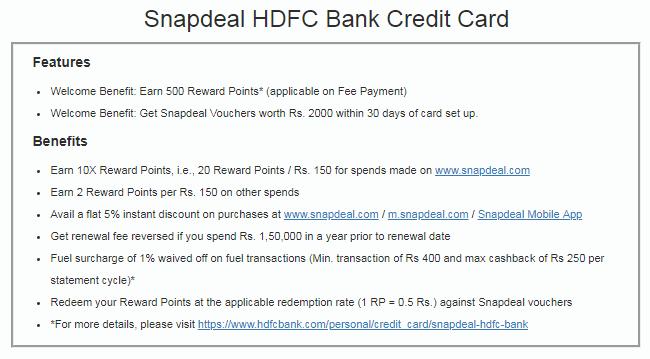 Snapdeal HDFC Bank Credit Card
Features
• Welcome Benefit: Earn 500 Reward Points* (applicable on Fee Payment)
• Welcome Benefit: Get Snapdeal Vouchers worth Rs. 2000 within 30 days of card set up.
Benefits
• Earn 10X Reward Points, i.e., 20 Reward Points / Rs. 150 for spends made on www.snapdeal.com
• Earn 2 Reward Points per Rs. 150 on other spends
• Avail a flat 5% instant discount on purchases at www.snapdeal.com / m.snapdeal.com / Snapdeal Mobile App
• Get renewal fee reversed if you spend Rs. 1,50,000 in a year prior to renewal date
• Fuel surcharge of 1% waived off on fuel transactions (Min. transaction of Rs 400 and max cashback of Rs 250 per
statement cycle)*
• Redeem your Reward Points at the applicable redemption rate (1 RP = 0.5 Rs.) against Snapdeal vouchers
• *For more details, please visit https://www.hdfcbank.com/personal/credit_card/snapdeal-hdfc-bank